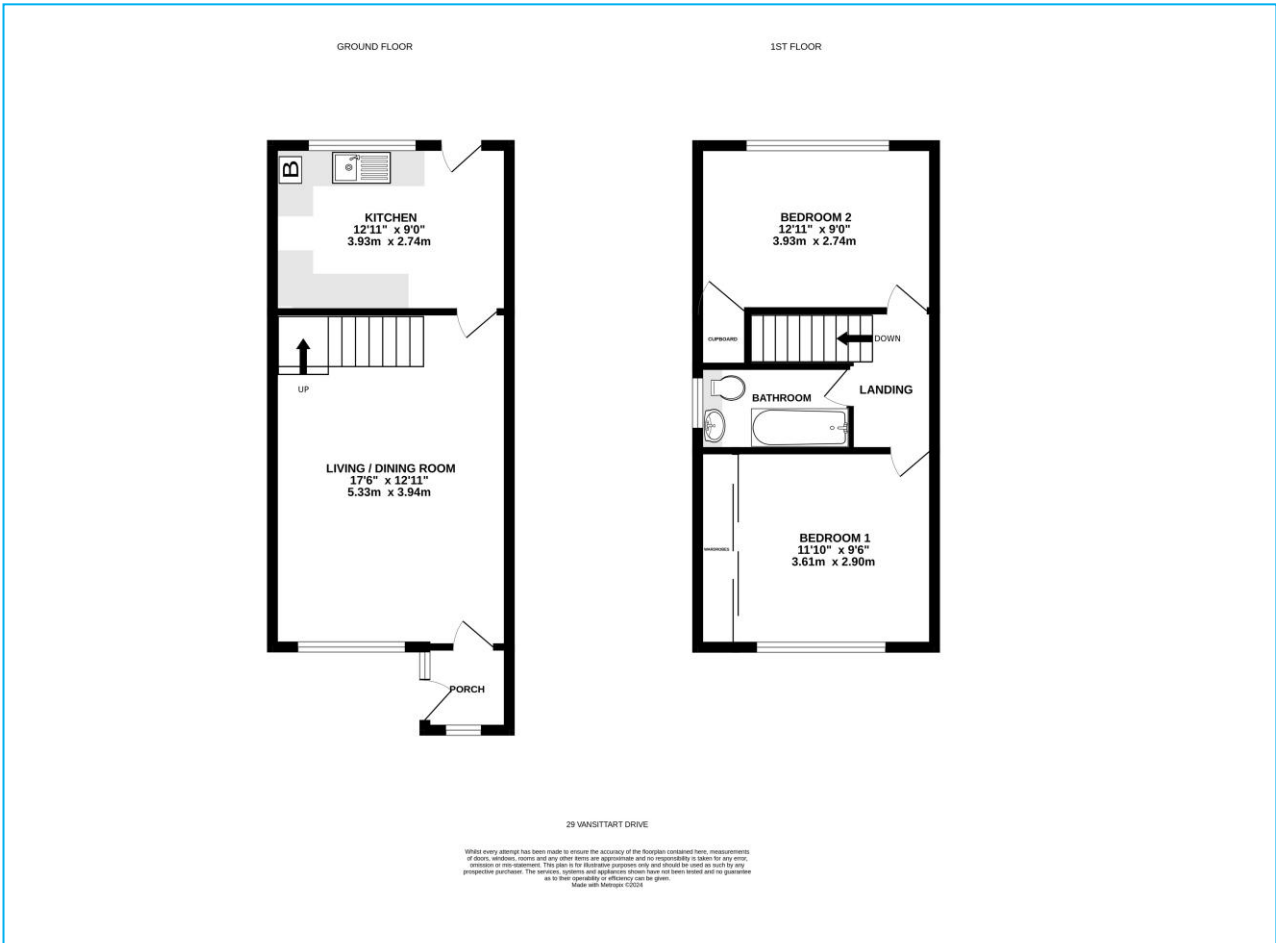 GROUND FLOOR
1ST FLOOR
B
KITCHEN
12'11" x 9'0"
3.93m x 2.74m
UP
LIVING / DINING ROOM
17'6" x 12'11"
5.33m x 3.94m
PORCH
BEDROOM 2
12'11" x 9'0"
3.93m x 2.74m
CUPBOARD
DOWN
BATHROOM
LANDING
WARDROBES
BEDROOM 1
11'10" x 9'6"
3.61m x 2.90m
29 VANSITTART DRIVE
Whilst every attempt has been made to ensure the accuracy of the floorplan contained here, measurements
of doors, windows, rooms and any other items are approximate and no responsibility is taken for any error,
omission or mis-statement. This plan is for illustrative purposes only and should be used as such by any
prospective purchaser. The services, systems and appliances shown have not been tested and no guarantee
as to their operability or efficiency can be given.
Made with Metropix ©2024